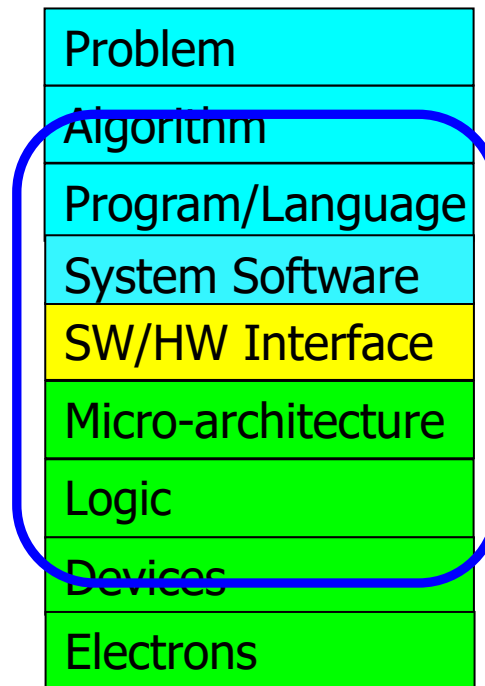 Problem
Algorithm
Program/Language
System Software
SW/HW Interface
Micro-architecture
Logic
Devices
Electrons